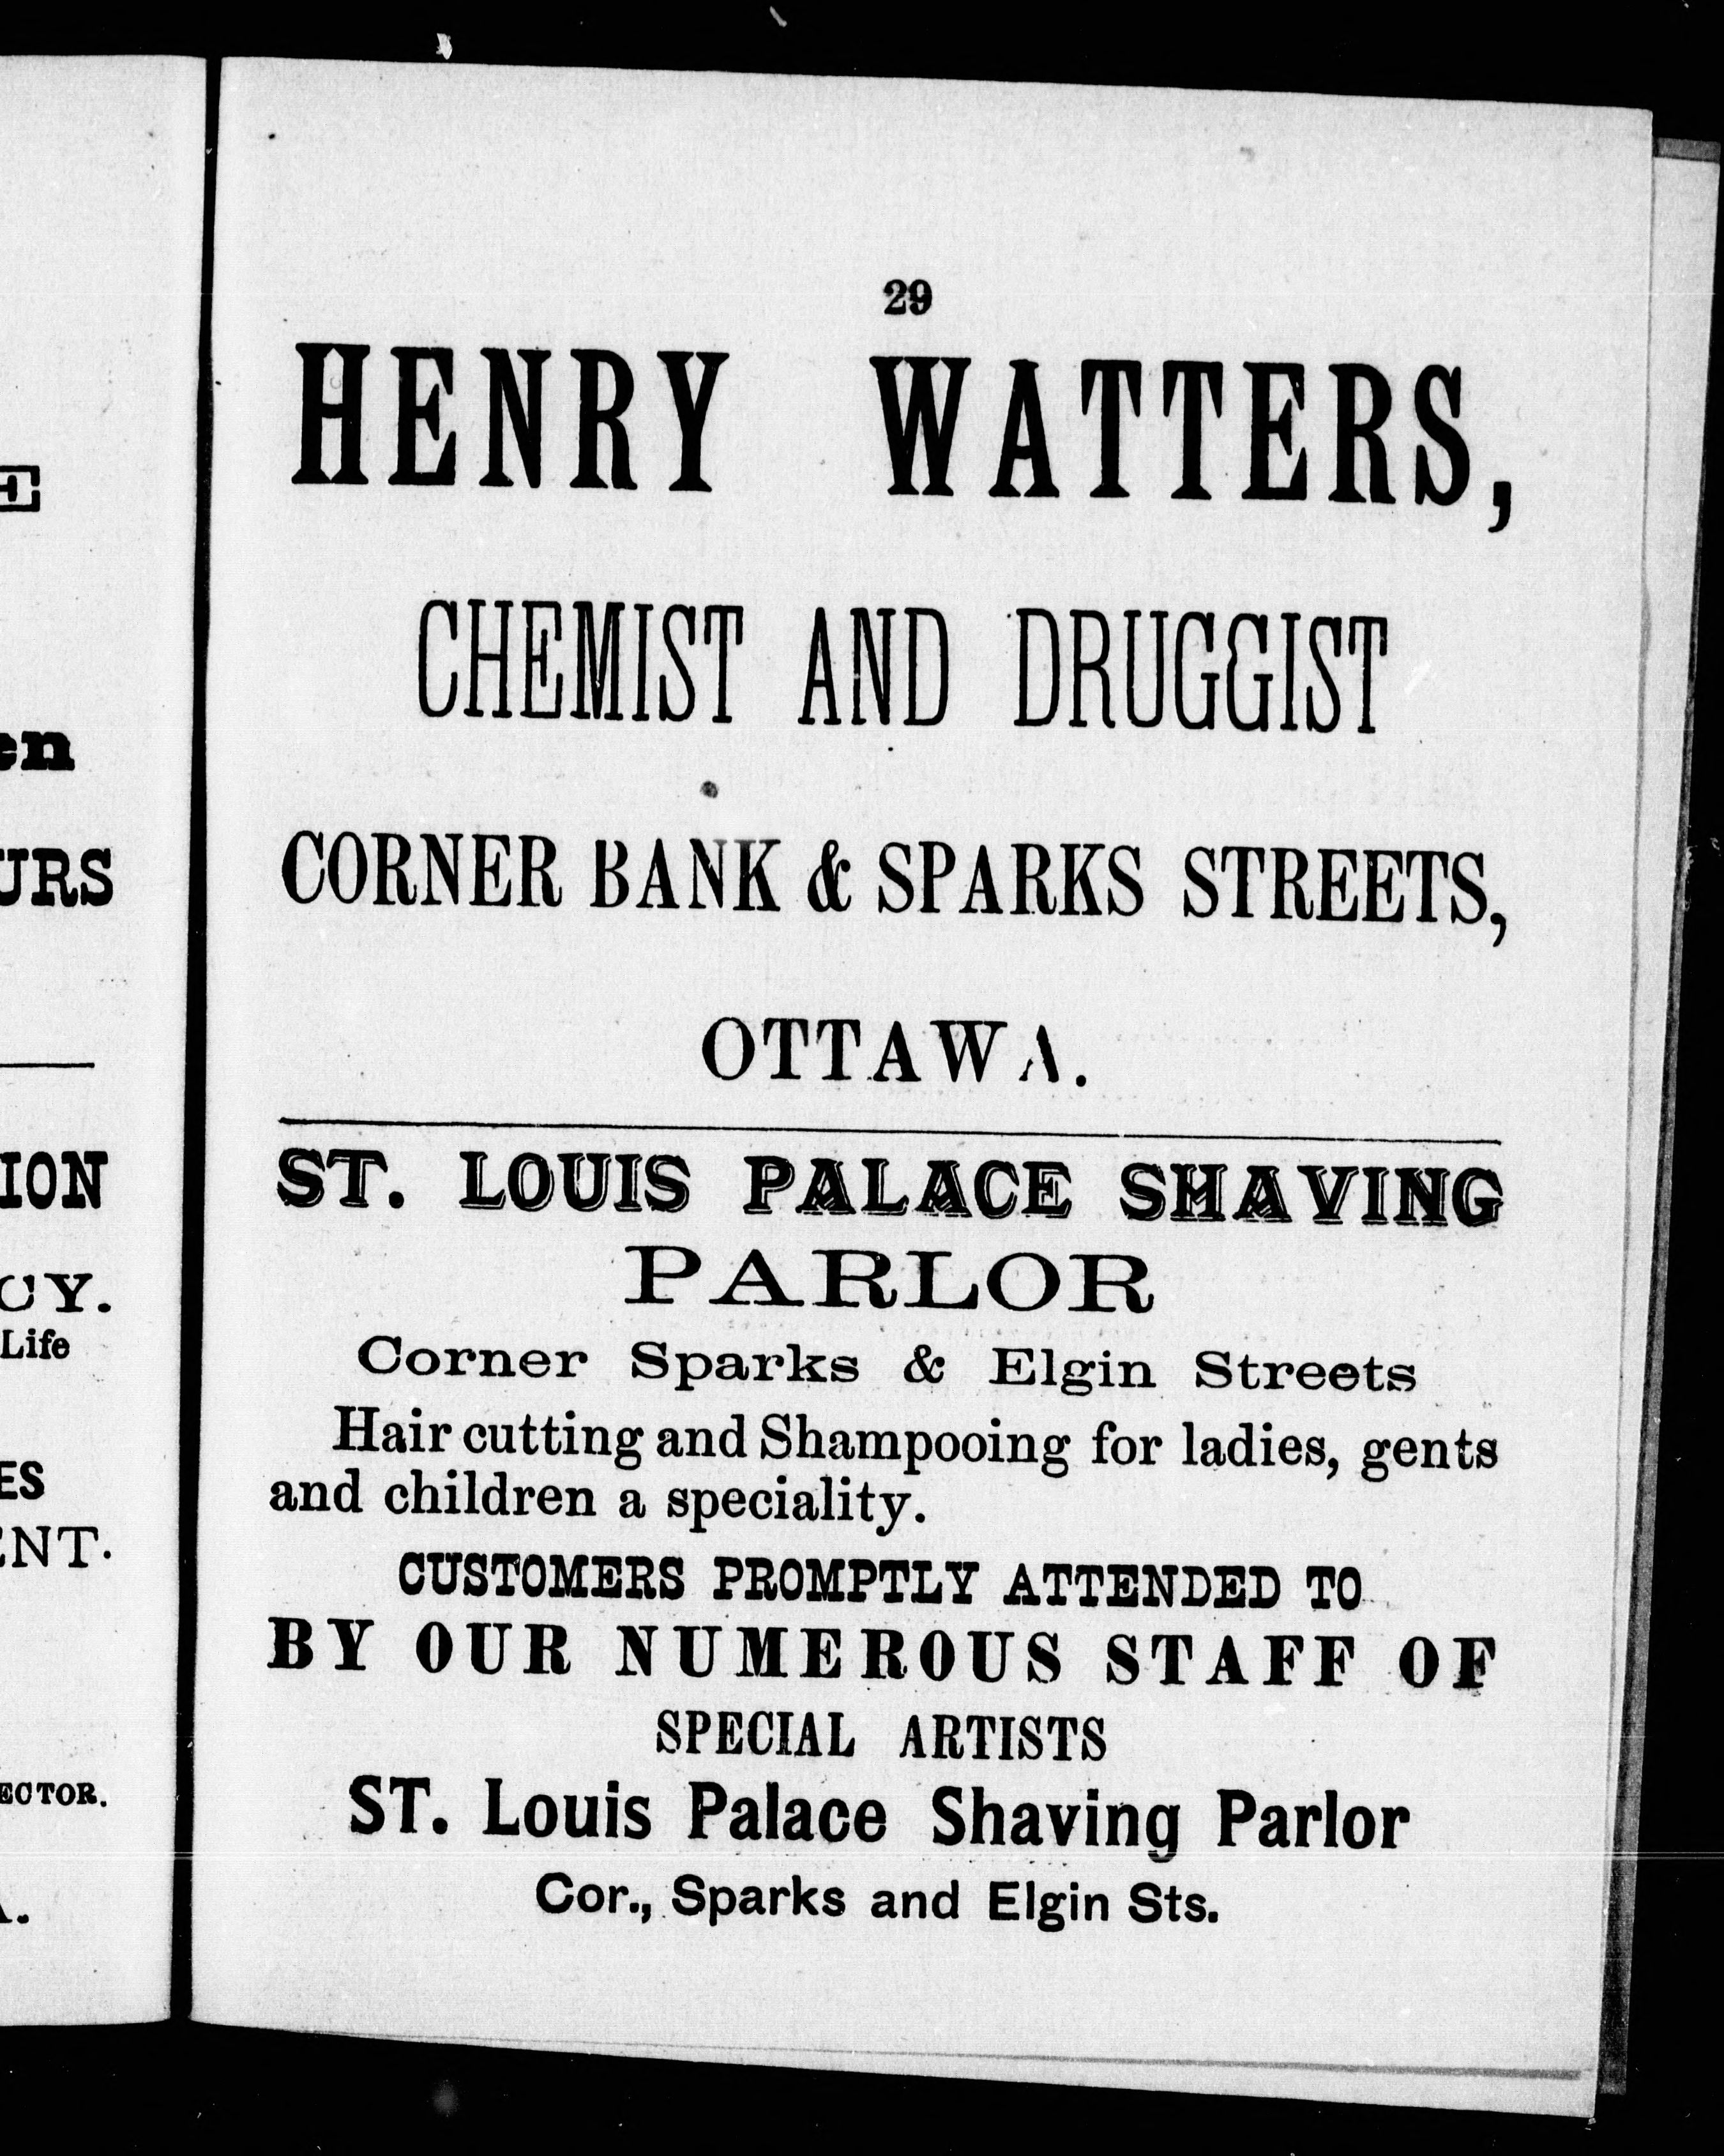 29
HENRY WATTERS,
CHEMIST AND DRUGGIST
CORNER BANK & SPARKS STREETS,
OTTAWA.
ST. LOUIS PALACE SHAVING
PARLOR
Corner Sparks & Elgin Streets
Hair cutting and Shampooing for ladies, gents
and children a speciality.
CUSTOMERS PROMPTLY ATTENDED TO
BY OUR NUMEROUS STAFF OF
SPECIAL ARTISTS
ST. Louis Palace Shaving Parlor
Cor., Sparks and Elgin Sts.